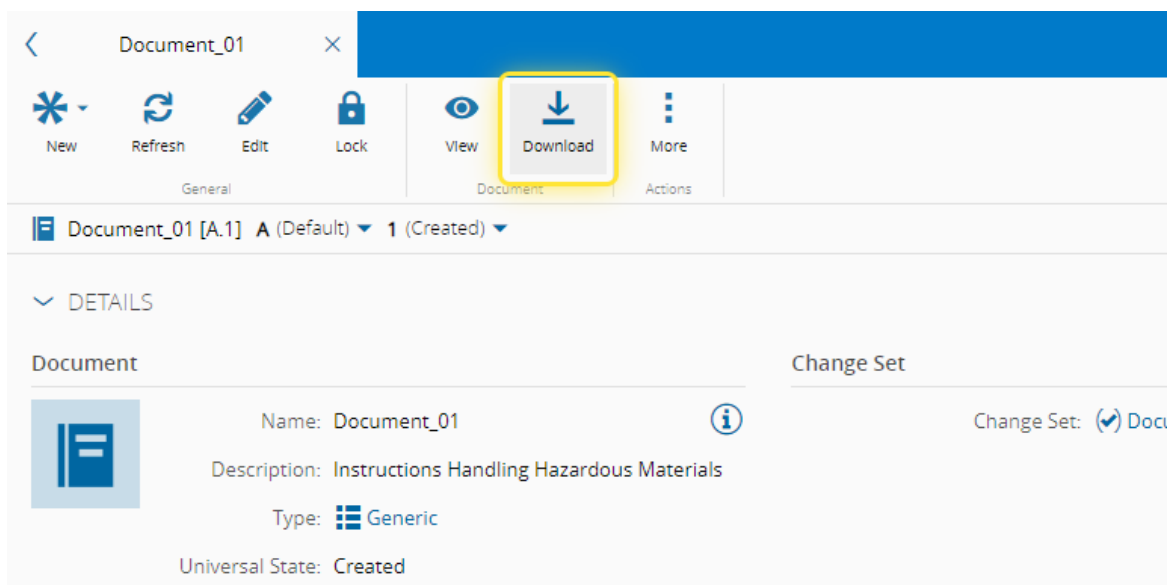 Document_01
New Refresh Edit Lock View Download More
General Document Actions
Document_01 [A.1] A (Default) 1 (Created)
DETAILS
Document Change Set
Name: Document_01 Change Set:
Description: Instructions Handling Hazardous Materials
Type: Generic
Universal State: Created